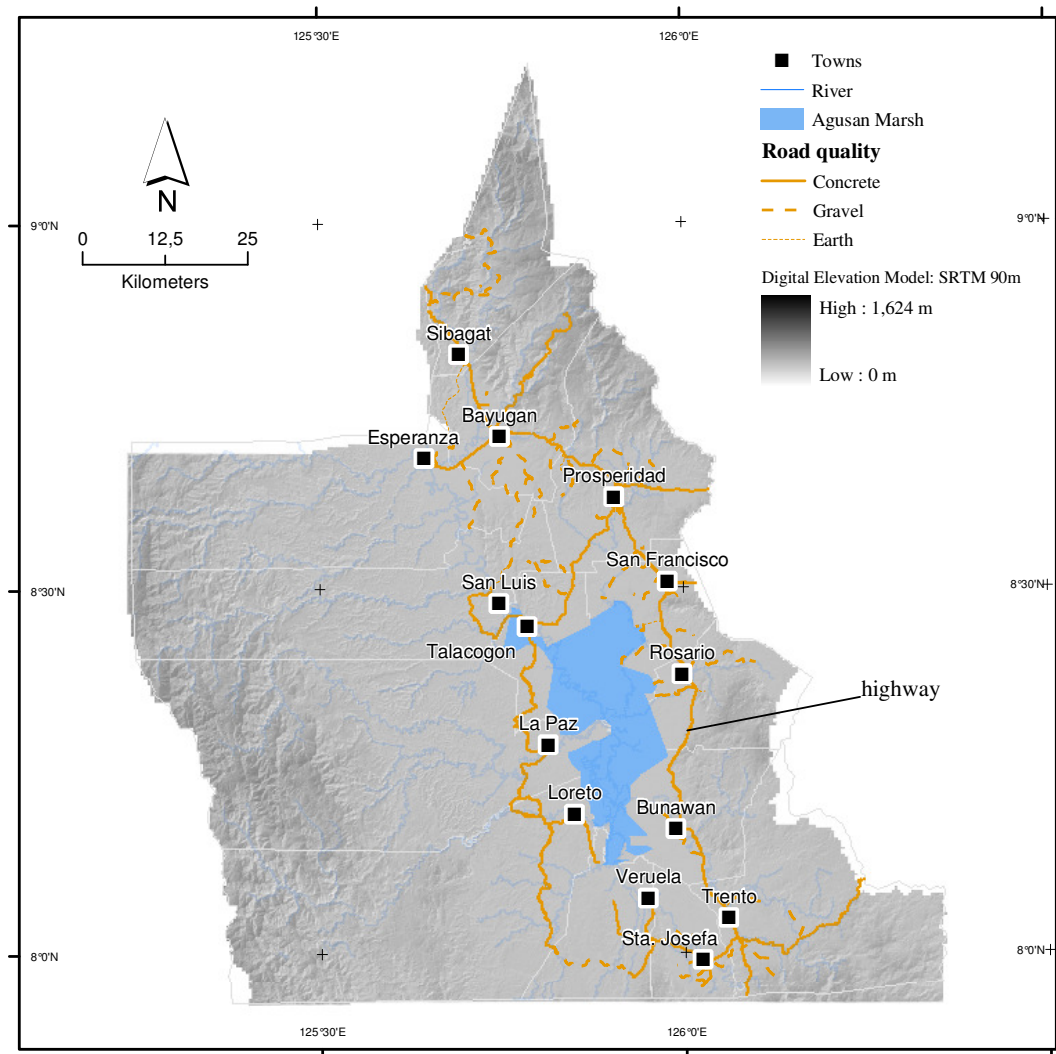 125°30'E 126°0'E
Towns
River
Agusan Marsh
Road quality
Concrete
Gravel
Earth
Digital Elevation Model: SRTM 90m
High : 1,624 m
Low : 0 m
N
0 12,5 25
Kilometers
9°0'N 9°0'N
Sibagat
Bayugan
Esperanza
Prosperidad
San Francisco
San Luis
8°30'N 8°30'N
Talacogon
Rosario
highway
La Paz
Loreto
Bunawan
Veruela
Trento
Sta. Josefa
8°0'N 8°0'N
125°30'E 126°0'E